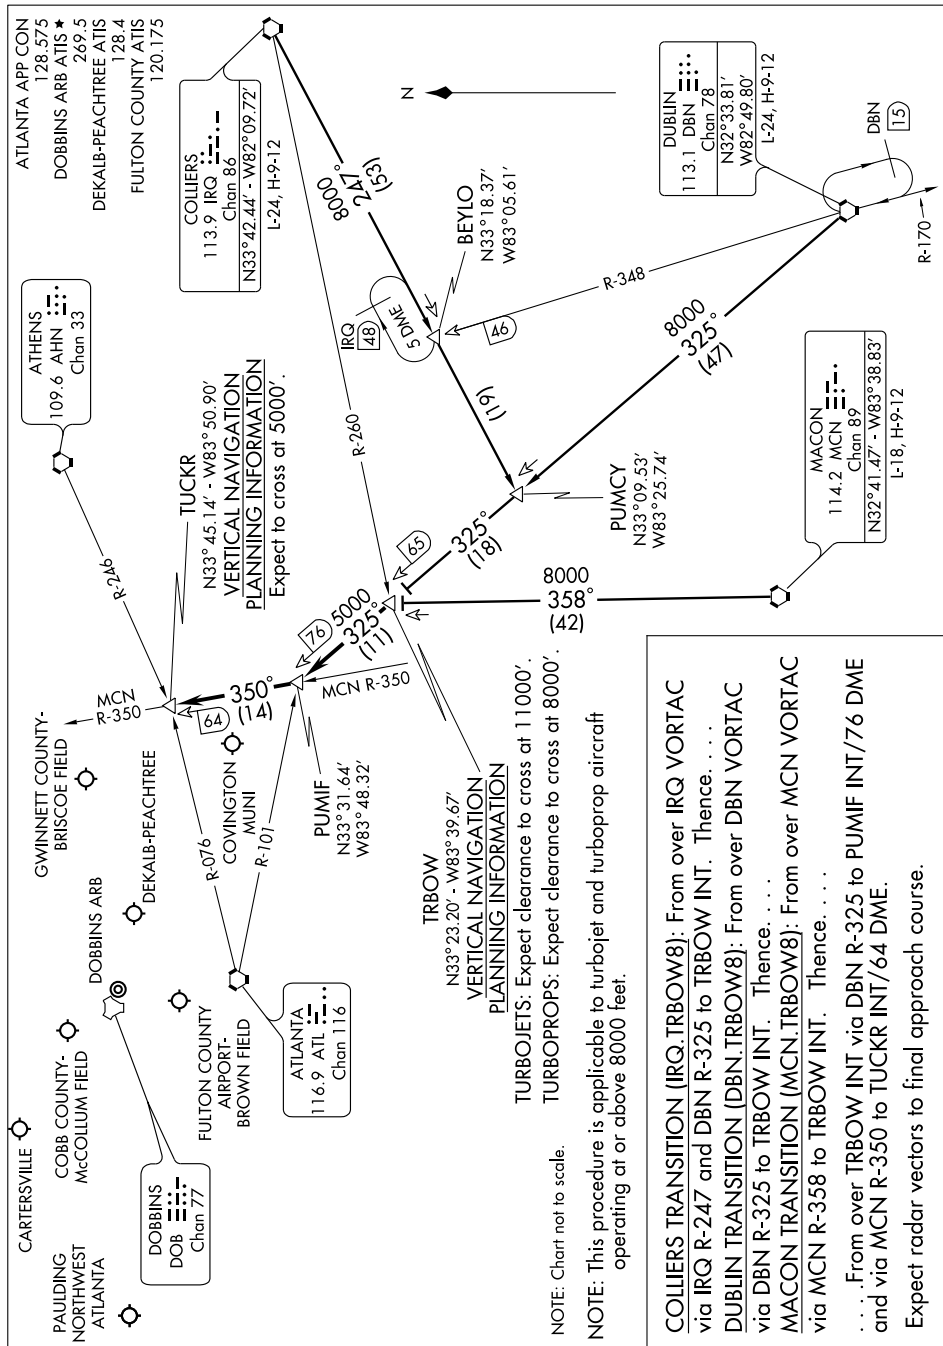 ATLANTA APP CON
128.575
DOBBINS ARB ATIS ★
269.5
DEKALB-PEACHTREE ATIS
128.4
FULTON COUNTY ATIS
120.175
COLLIERS
113.9 IRQ
Chan 86
N33°42.44' - W82°09.72'
L-24, H-9-12
8000
247°
(53)
N
DUBLIN
113.1 DBN
Chan 78
N32°33.81'
W82°49.80'
L-24, H-9-12
DBN
15
R-170
ATHENS
109.6 AHN
Chan 33
IRQ
48
5 DME
BEYLO
N33°18.37'
W83°05.61'
46
R-348
8000
325°
(47)
R-260
(19)
TUCKR
N33°45.14' - W83°50.90'
VERTICAL NAVIGATION
PLANNING INFORMATION
Expect to cross at 5000'.
PUMCY
N33°09.53'
W83°25.74'
MACON
114.2 MCN
Chan 89
N32°41.47' - W83°38.83'
L-18, H-9-12
R-246
65
325°
(18)
8000
358°
(42)
MCN
R-350
350°
(14)
64
76
5000
325°
(11)
MCN R-350
GWINNETT COUNTY-
BRISCOE FIELD
DEKALB-PEACHTREE
R-076
COVINGTON
MUNI
R-101
PUMIF
N33°31.64'
W83°48.32'
TRBOW
N33°23.20' - W83°39.67'
VERTICAL NAVIGATION
PLANNING INFORMATION
TURBOJETS: Expect clearance to cross at 11000'.
TURBOPROPS: Expect clearance to cross at 8000'.
DOBBINS ARB
COBB COUNTY-
McCOLLUM FIELD
FULTON COUNTY
AIRPORT-
BROWN FIELD
ATLANTA
116.9 ATL
Chan 116
CARTERSVILLE
PAULDING
NORTHWEST
ATLANTA
DOBBINS
DOB
Chan 77
NOTE: Chart not to scale.
NOTE: This procedure is applicable to turbojet and turboprop aircraft
operating at or above 8000 feet.
COLLIERS TRANSITION (IRQ.TRBOW8): From over IRQ VORTAC
via IRQ R-247 and DBN R-325 to TRBOW INT. Thence. . . .
DUBLIN TRANSITION (DBN.TRBOW8): From over DBN VORTAC
via DBN R-325 to TRBOW INT. Thence. . . .
MACON TRANSITION (MCN.TRBOW8): From over MCN VORTAC
via MCN R-358 to TRBOW INT. Thence. . . .
. . . .From over TRBOW INT via DBN R-325 to PUMIF INT/76 DME
and via MCN R-350 to TUCKR INT/64 DME.
Expect radar vectors to final approach course.